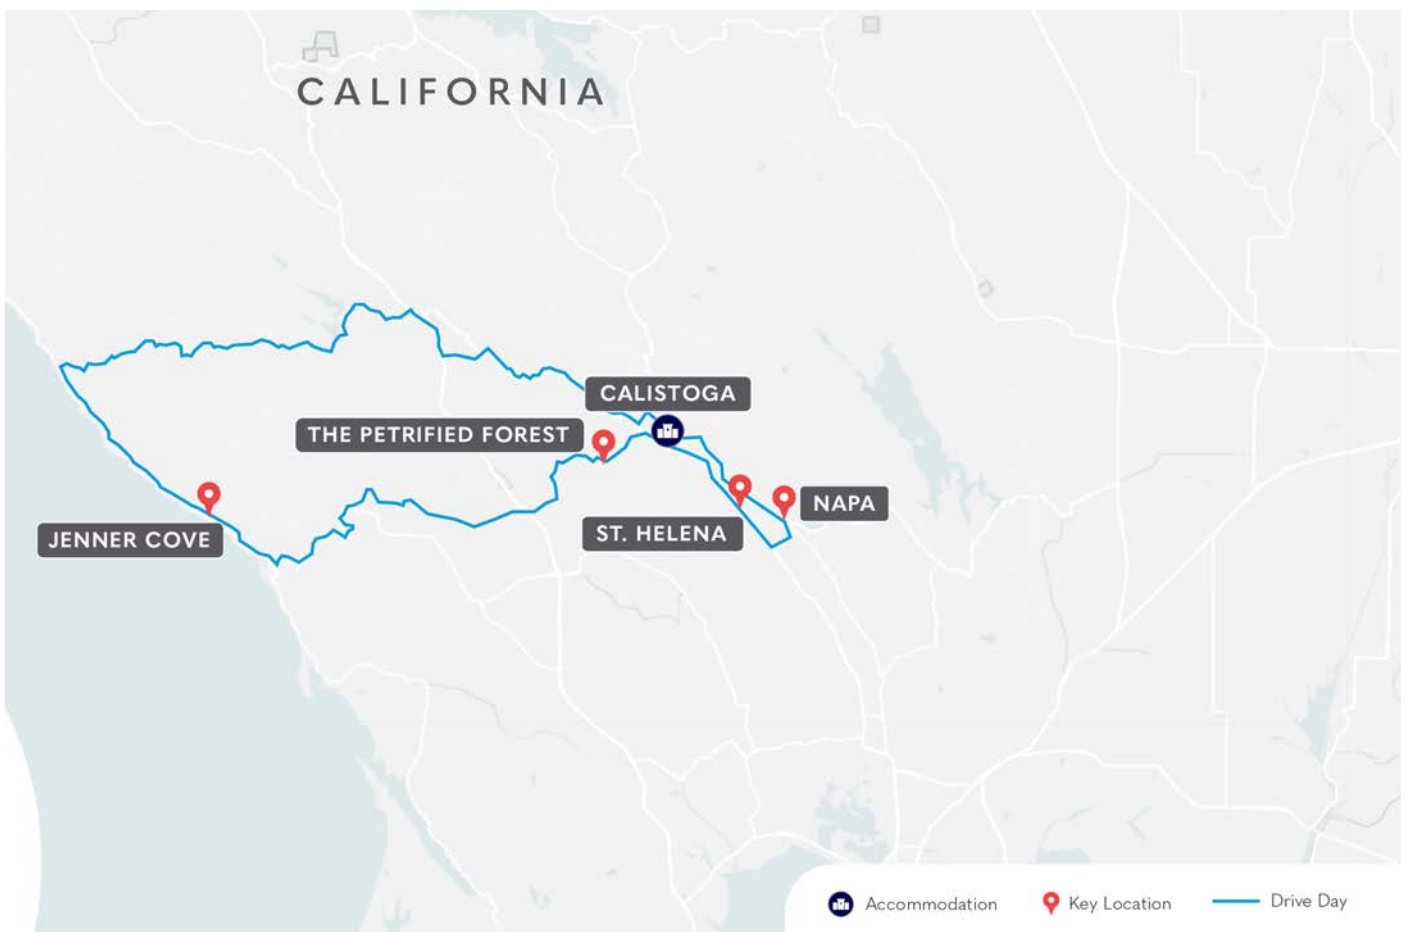 CALIFORNIA
CALISTOGA
THE PETRIFIED FOREST
NAPA
ST. HELENA
JENNER COVE
Accommodation
Key Location
Drive Day